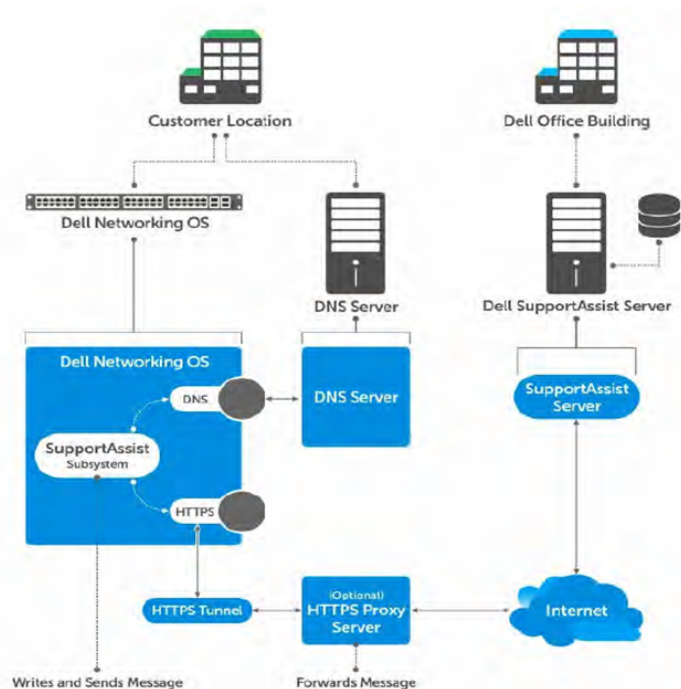 Customer Location
Dell Office Building
Dell Networking OS
DNS Server
Dell SupportAssist Server
Dell Networking OS
DNS
DNS Server
SupportAssist
Server
SupportAssist
Subsystem
HTTPS
HTTPS Tunnel
(Optional)
HTTPS Proxy
Server
Internet
Writes and Sends Message
Forwards Message